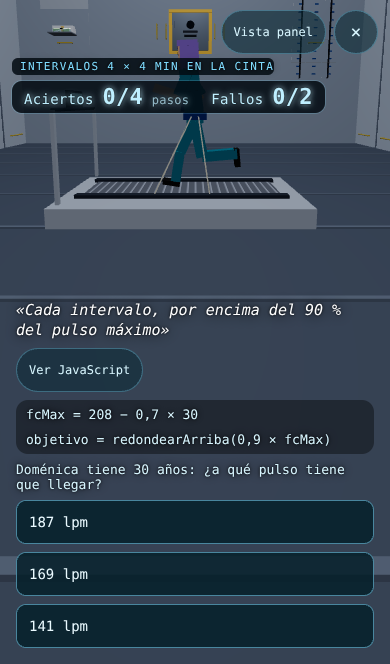 Vista panel
×
INTERVALOS 4 × 4 MIN EN LA CINTA
Aciertos 0/4 pasos Fallos 0/2
«Cada intervalo, por encima del 90 %
del pulso máximo»
Ver JavaScript
fcMax = 208 − 0,7 × 30
objetivo = redondearArriba(0,9 × fcMax)
Doménica tiene 30 años: ¿a qué pulso tiene
que llegar?
187 lpm
169 lpm
141 lpm